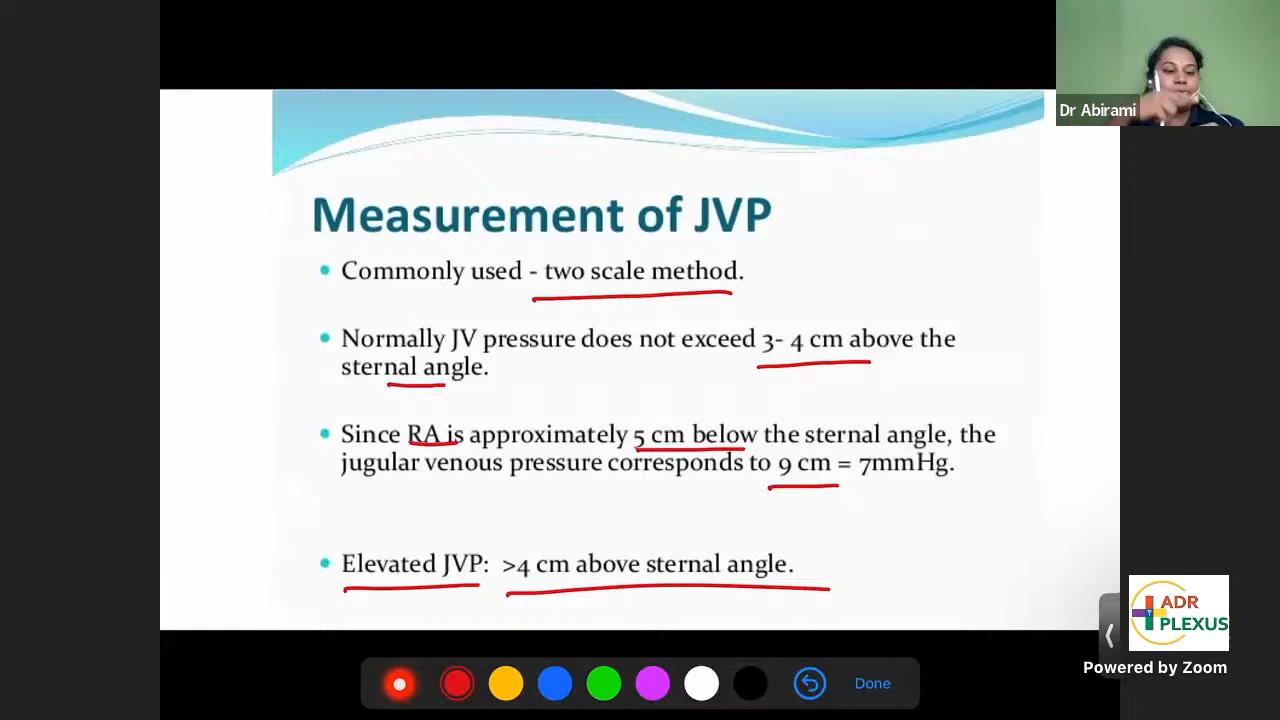 Dr Abirami
Measurement of JVP
• Commonly used - two scale method.
• Normally JV pressure does not exceed 3- 4 cm above the
sternal angle.
• Since RA is approximately 5 cm below the sternal angle, the
jugular venous pressure corresponds to 9 cm = 7mmHg.
• Elevated JVP: >4 cm above sternal angle.
ADR
PLEXUS
Powered by Zoom
Done